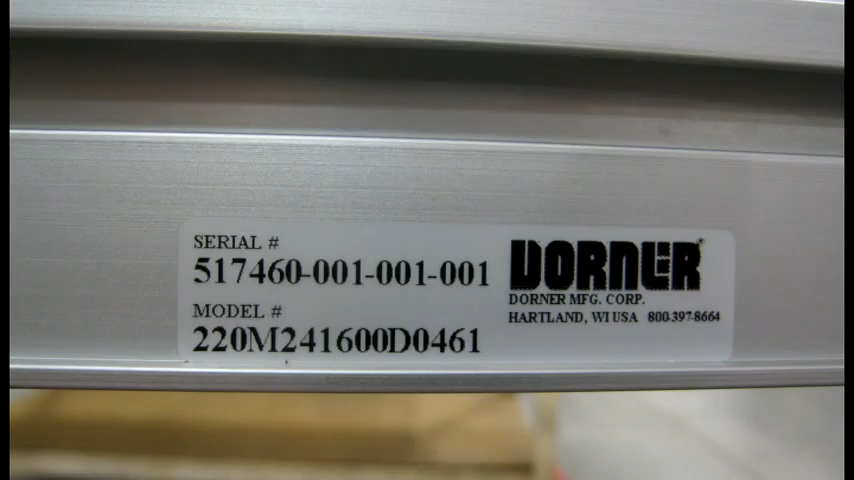 SERIAL #
517460-001-001-001
MODEL #
220M241600D0461
DORNER®
DORNER MFG. CORP.
HARTLAND, WI USA 800-397-8664